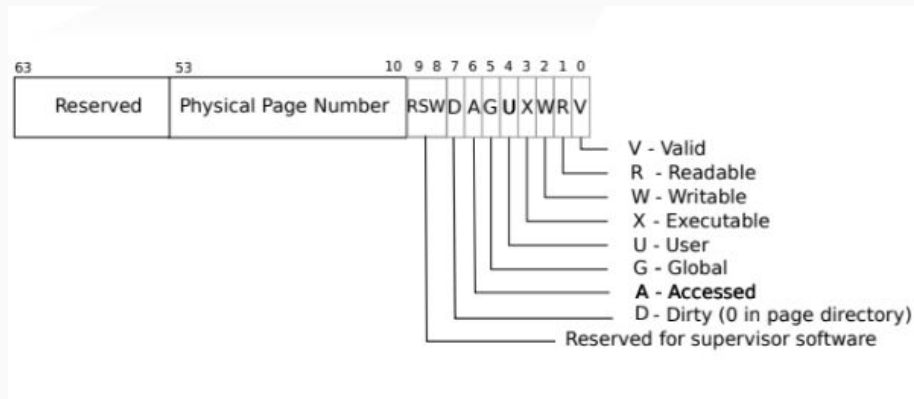 63 53 10 9 8 7 6 5 4 3 2 1 0
Reserved Physical Page Number RSW D A G U X W R V
V - Valid
R - Readable
W - Writable
X - Executable
U - User
G - Global
A - Accessed
D - Dirty (0 in page directory)
Reserved for supervisor software